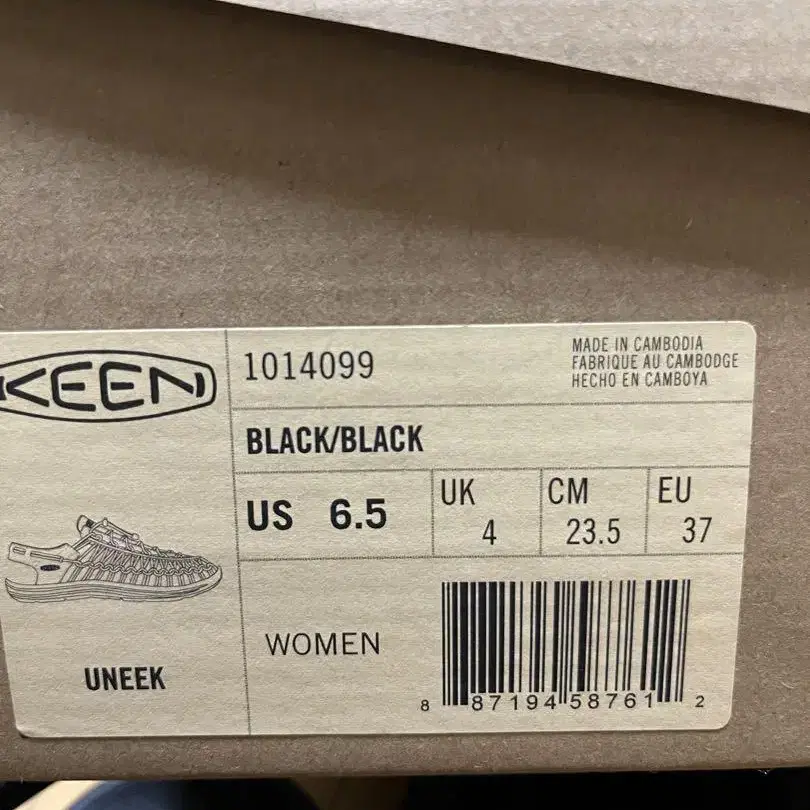 KEEN
1014099
MADE IN CAMBODIA
FABRIQUE AU CAMBODGE
HECHO EN CAMBOYA
BLACK/BLACK
US 6.5
UK 4
CM 23.5
EU 37
UNEEK
WOMEN
8 87194 58761 2